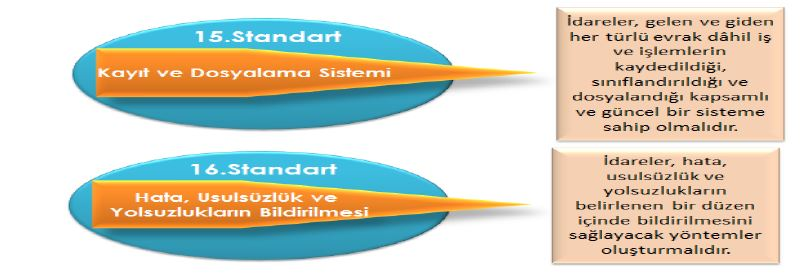 15.Standart
Kayıt ve Dosyalama Sistemi
İdareler, gelen ve giden
her türlü evrak dâhil iş
ve işlemlerin
kaydedildiği,
sınıflandırıldığı ve
dosyalandığı kapsamlı
ve güncel bir sisteme
sahip olmalıdır.
16.Standart
Hata, Usulsüzlük ve
Yolsuzlukların Bildirilmesi
İdareler, hata,
usulsüzlük ve
yolsuzlukların
belirlenen bir düzen
içinde bildirilmesini
sağlayacak yöntemler
oluşturmalıdır.